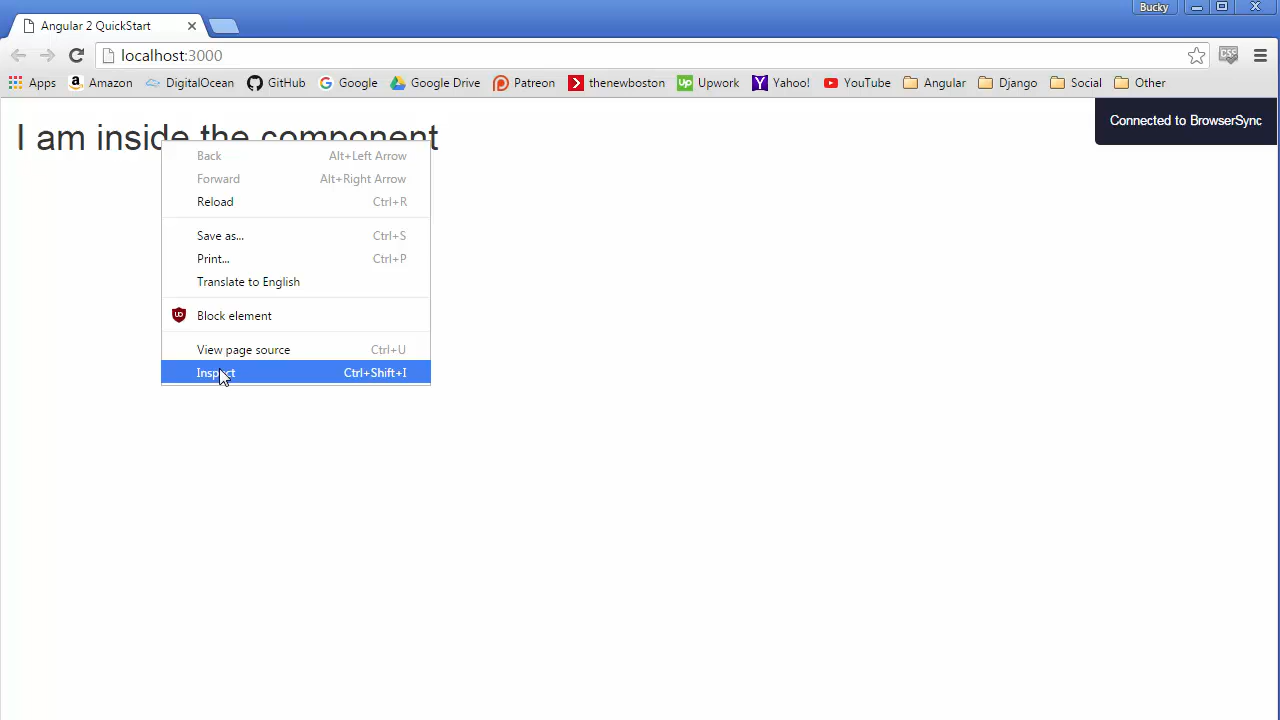 Bucky
Angular 2 QuickStart
localhost:3000
Apps Amazon DigitalOcean GitHub Google Google Drive Patreon thenewboston Upwork Yahoo! YouTube Angular Django Social Other
I am inside the component
Connected to BrowserSync
Back Alt+Left Arrow
Forward Alt+Right Arrow
Reload Ctrl+R
Save as... Ctrl+S
Print... Ctrl+P
Translate to English
Block element
View page source Ctrl+U
Inspect Ctrl+Shift+I